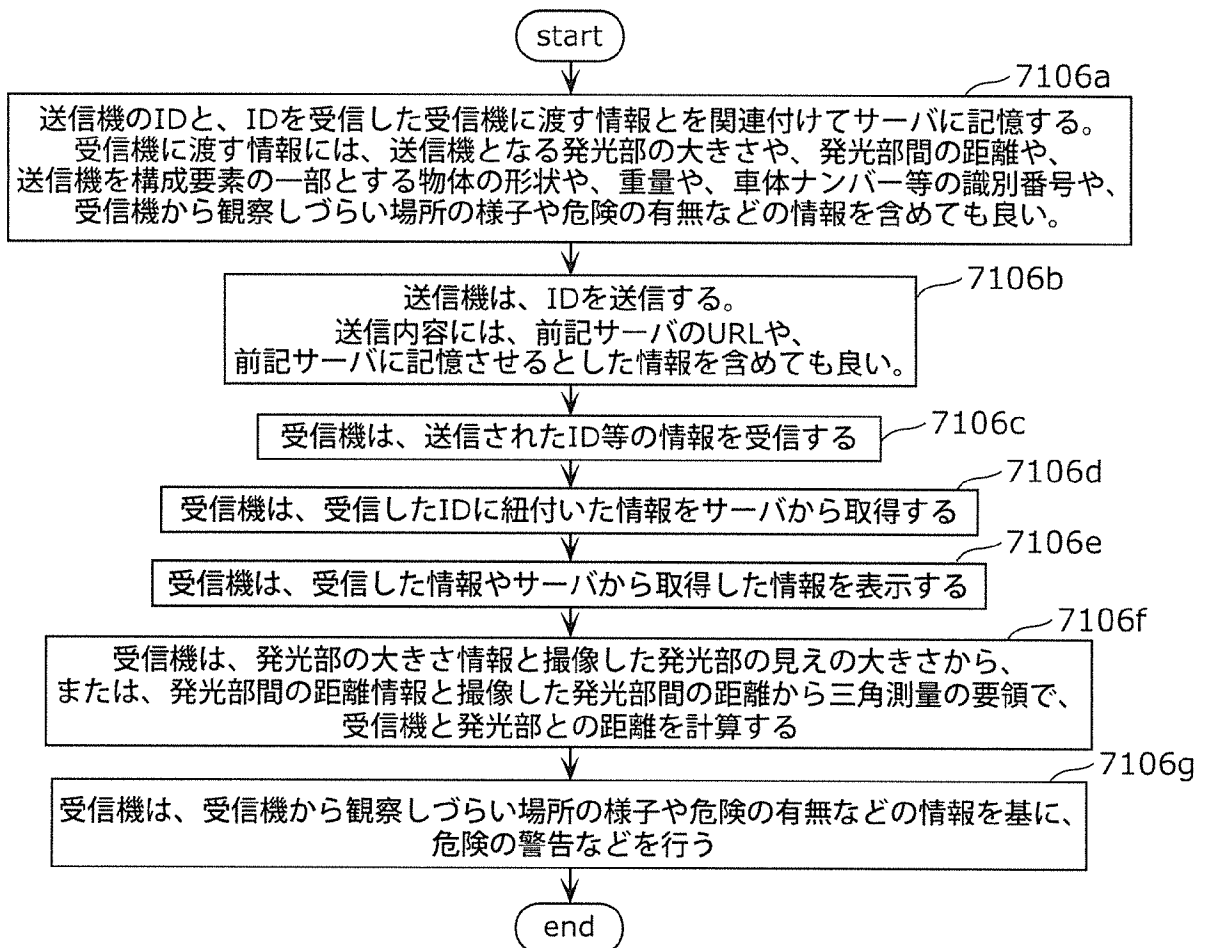 start
7106a
送信機のIDと、IDを受信した受信機に渡す情報とを関連付けてサーバに記憶する。
受信機に渡す情報には、送信機となる発光部の大きさや、発光部間の距離や、
送信機を構成要素の一部とする物体の形状や、重量や、車体ナンバー等の識別番号や、
受信機から観察しづらい場所の様子や危険の有無などの情報を含めても良い。
7106b
送信機は、IDを送信する。
送信内容には、前記サーバのURLや、
前記サーバに記憶させるとした情報を含めても良い。
7106c
受信機は、送信されたID等の情報を受信する
7106d
受信機は、受信したIDに紐付いた情報をサーバから取得する
7106e
受信機は、受信した情報やサーバから取得した情報を表示する
7106f
受信機は、発光部の大きさ情報と撮像した発光部の見えの大きさから、
または、発光部間の距離情報と撮像した発光部間の距離から三角測量の要領で、
受信機と発光部との距離を計算する
7106g
受信機は、受信機から観察しづらい場所の様子や危険の有無などの情報を基に、
危険の警告などを行う
end